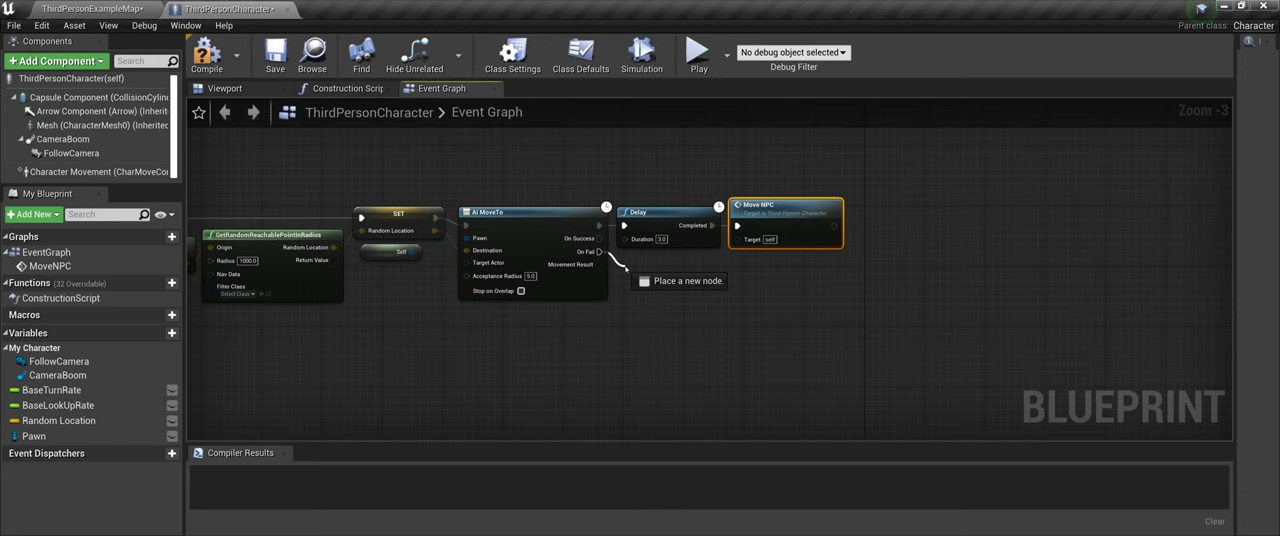 ThirdPersonExampleMap•
ThirdPersonCharacter•
File Edit Asset View Debug Window Help
Parent class: Character
Components
+ Add Component
Search
ThirdPersonCharacter(self)
Capsule Component (CollisionCylin
Arrow Component (Arrow) (Inherit
Mesh (CharacterMesh0) (Inherited
CameraBoom
FollowCamera
Character Movement (CharMoveCo
My Blueprint
+ Add New
Search
Graphs
EventGraph
MoveNPC
Functions (32 Overridable)
ConstructionScript
Macros
Variables
My Character
FollowCamera
CameraBoom
BaseTurnRate
BaseLookUpRate
Random Location
Pawn
Event Dispatchers
Compile
Save
Browse
Find
Hide Unrelated
Class Settings
Class Defaults
Simulation
Play
No debug object selected
Debug Filter
Viewport
Construction Scrip
Event Graph
ThirdPersonCharacter > Event Graph
Zoom -3
GetRandomReachablePointInRadius
Origin Random Location
Radius 1000.0 Return Value
Nav Data
Filter Class
Select Class
SET
Random Location
Self
AI MoveTo
Pawn On Success
Destination On Fail
Target Actor Movement Result
Acceptance Radius 5.0
Stop on Overlap
Delay
Completed
Duration 3.0
Move NPC
Target is Third Person Character
Target self
Place a new node.
BLUEPRINT
Compiler Results
Clear